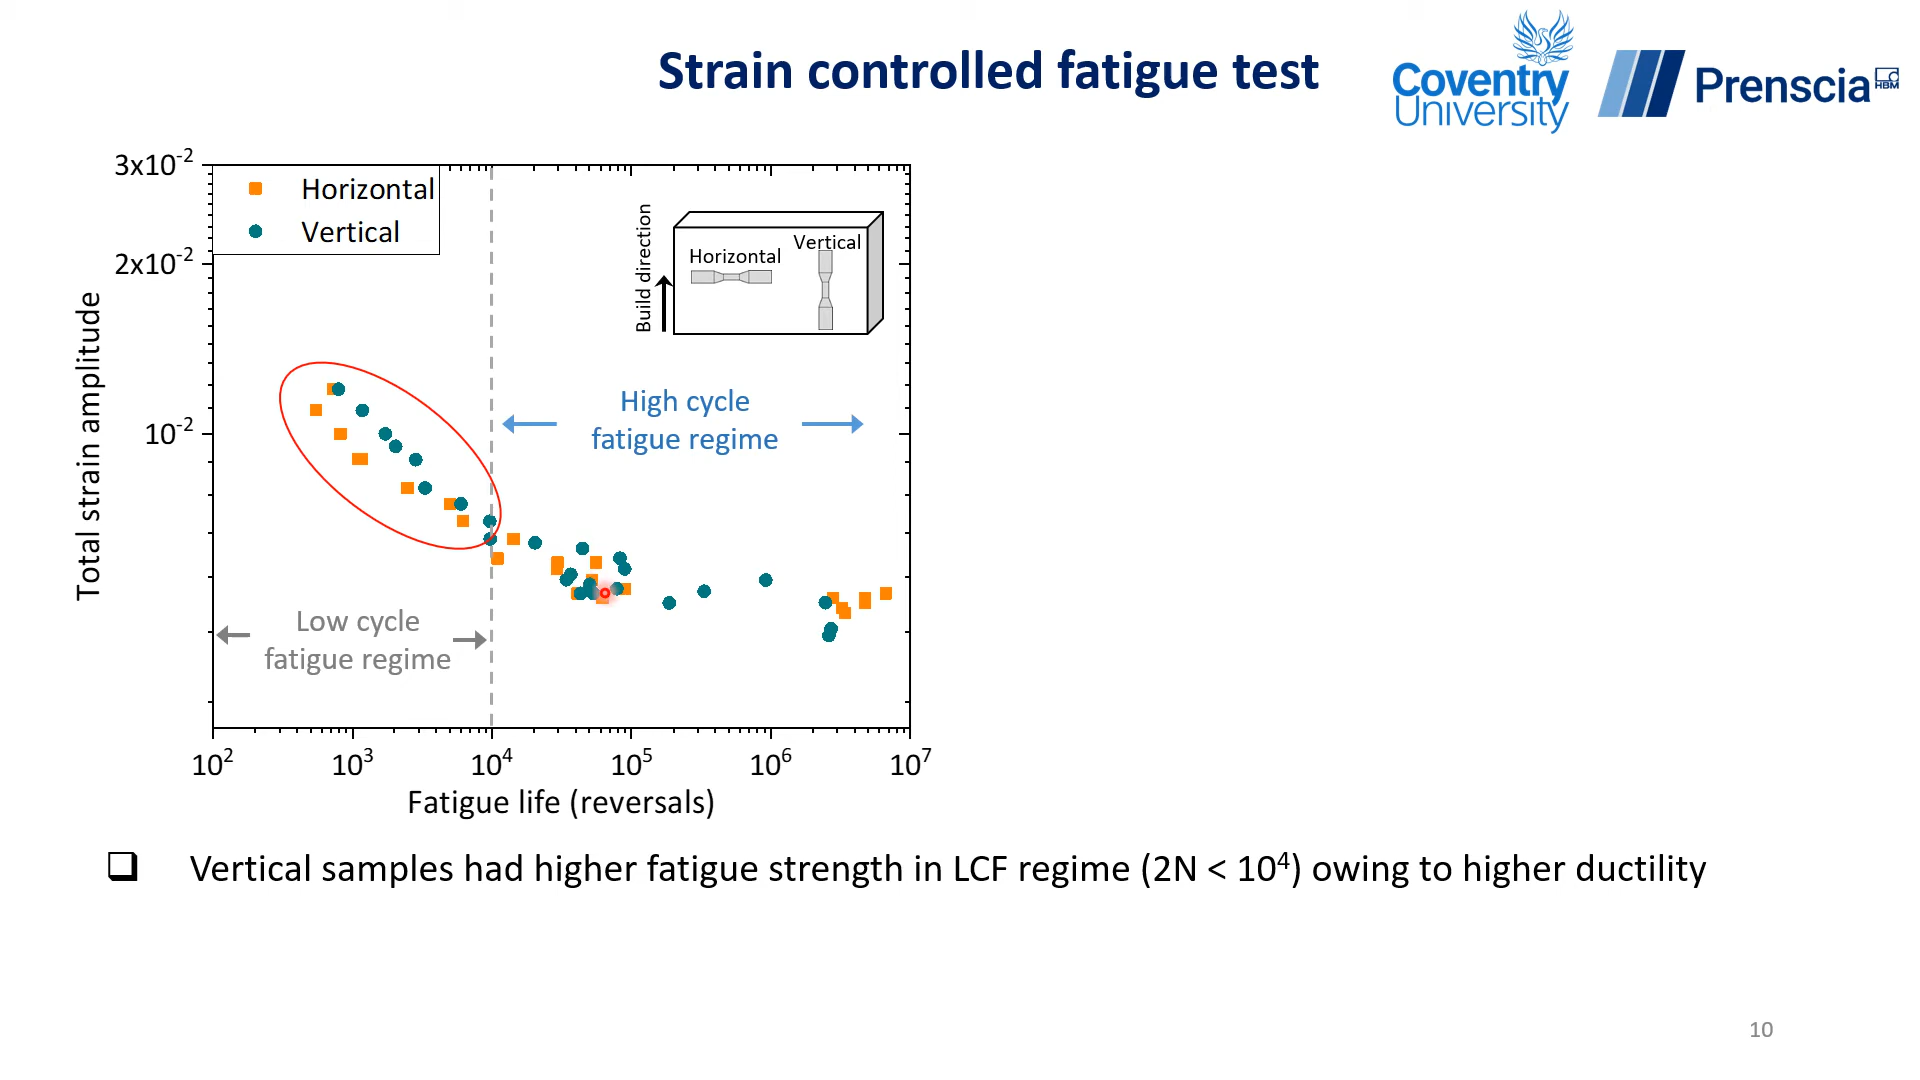 Strain controlled fatigue test
Coventry
University
Prenscia
HBM
3x10⁻²
2x10⁻²
10⁻²
Total strain amplitude
Horizontal
Vertical
Build direction
Horizontal
Vertical
High cycle
fatigue regime
Low cycle
fatigue regime
10² 10³ 10⁴ 10⁵ 10⁶ 10⁷
Fatigue life (reversals)
❑ Vertical samples had higher fatigue strength in LCF regime (2N < 10⁴) owing to higher ductility
10